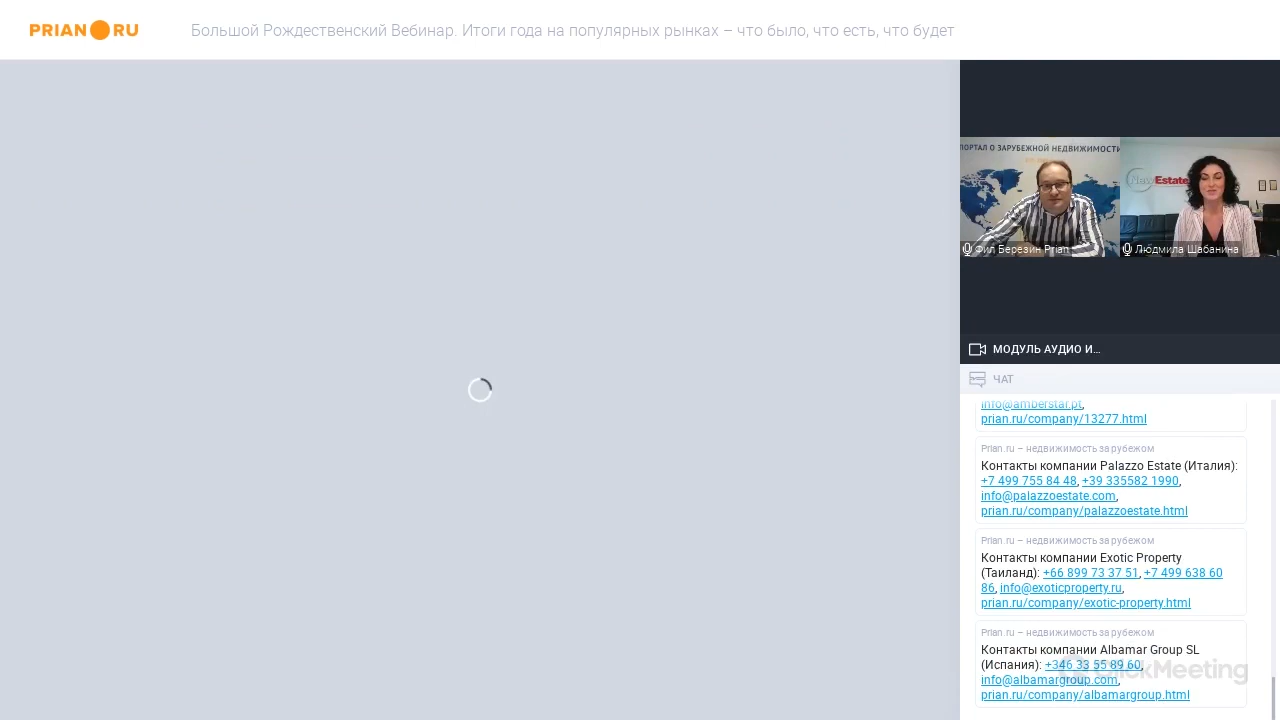 PRIAN RU
Большой Рождественский Вебинар. Итоги года на популярных рынках – что было, что есть, что будет
ПОРТАЛ О ЗАРУБЕЖНОЙ НЕДВИЖИМОСТИ
NewEstate
Фил Березин Prian
Людмила Шабанина
МОДУЛЬ АУДИО И...
ЧАТ
info@amberstar.pt,
prian.ru/company/13277.html
Prian.ru – недвижимость за рубежом
Контакты компании Palazzo Estate (Италия):
+7 499 755 84 48, +39 335582 1990,
info@palazzoestate.com,
prian.ru/company/palazzoestate.html
Prian.ru – недвижимость за рубежом
Контакты компании Exotic Property
(Таиланд): +66 899 73 37 51, +7 499 638 60
86, info@exoticproperty.ru,
prian.ru/company/exotic-property.html
Prian.ru – недвижимость за рубежом
Контакты компании Albamar Group SL
(Испания): +346 33 55 89 60,
info@albamargroup.com,
prian.ru/company/albamargroup.html
ClickMeeting